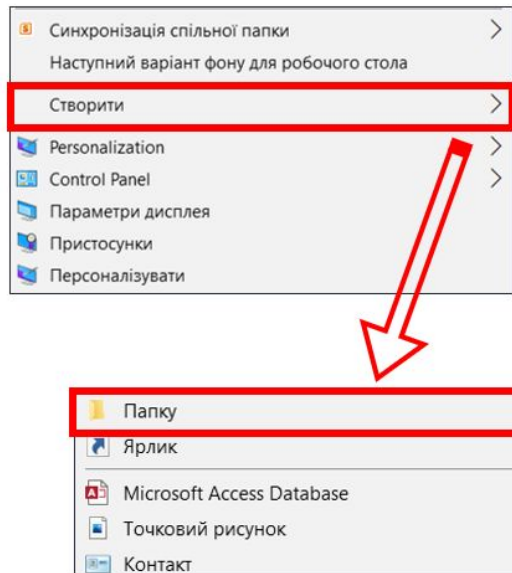 Синхронізація спільної папки
Наступний варіант фону для робочого стола
Створити
Personalization
Control Panel
Параметри дисплея
Пристосунки
Персоналізувати
Папку
Ярлик
Microsoft Access Database
Точковий рисунок
Контакт